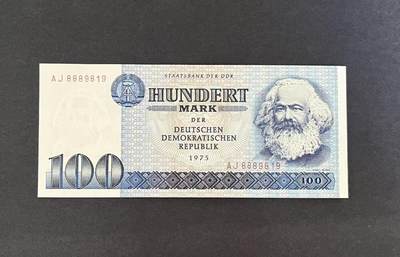 STAATSBANK DER DDR
AJ 8889819
HUNDERT
MARK
DER
DEUTSCHEN
DEMOKRATISCHEN
REPUBLIK
1975
AJ 8889819
100
100